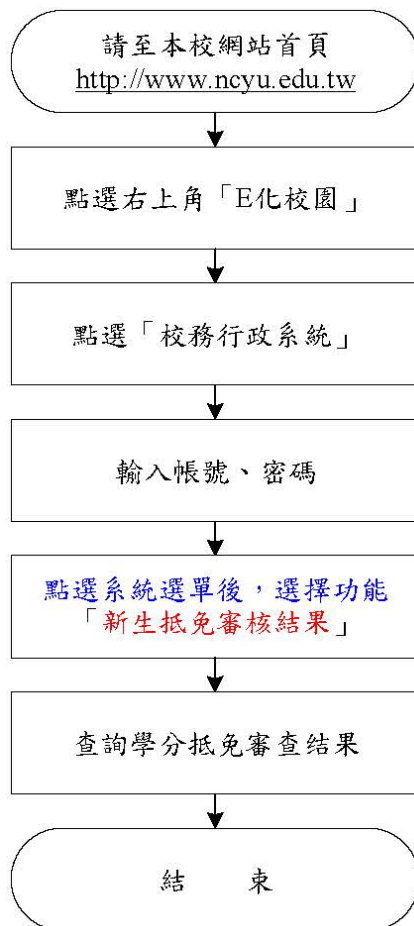 請至本校網站首頁
http://www.ncyu.edu.tw
點選右上角「E化校園」
點選「校務行政系統」
輸入帳號、密碼
點選系統選單後，選擇功能
「新生抵免審核結果」
查詢學分抵免審查結果
結 束